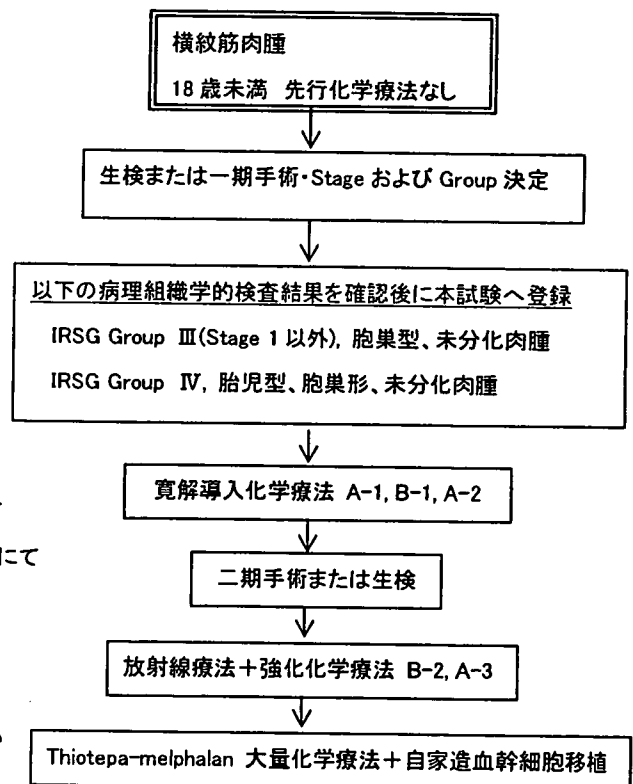 横紋筋肉腫
18歳未満 先行化学療法なし
生検または一期手術・Stage および Group 決定
以下の病理組織学的検査結果を確認後に本試験へ登録
IRSG Group Ⅲ(Stage 1 以外), 胞巣型、未分化肉腫
IRSG Group Ⅳ, 胎児型、胞巣形、未分化肉腫
寛解導入化学療法 A-1, B-1, A-2
にて
二期手術または生検
放射線療法＋強化化学療法 B-2, A-3
Thiotepa-melphalan 大量化学療法＋自家造血幹細胞移植